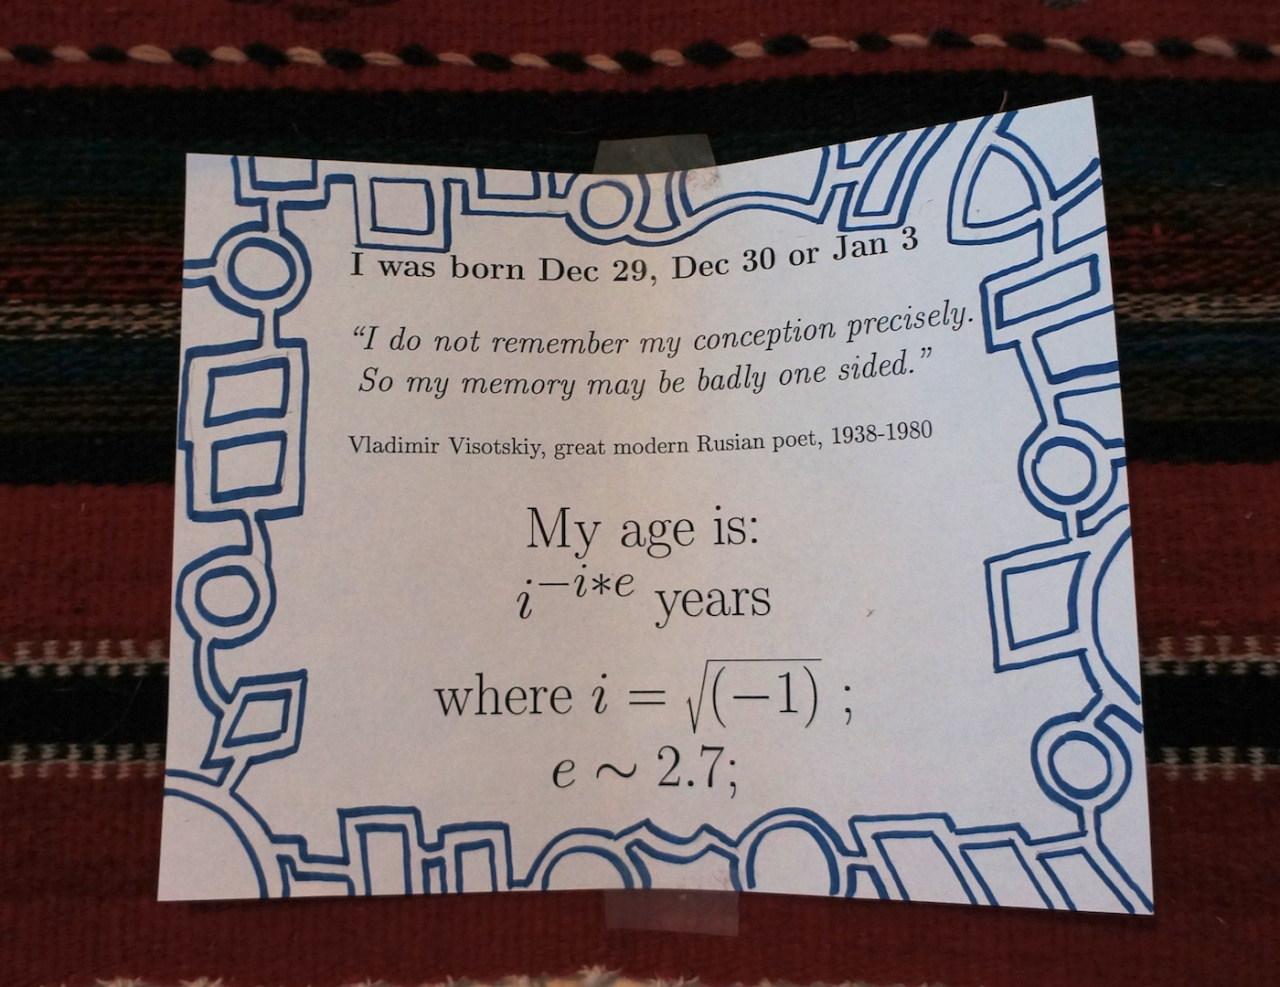 I was born Dec 29, Dec 30 or Jan 3
“I do not remember my conception precisely.
So my memory may be badly one sided.”
Vladimir Visotskiy, great modern Rusian poet, 1938-1980
My age is:
i^{−i∗e} years
where i = √(−1) ;
e ∼ 2.7;